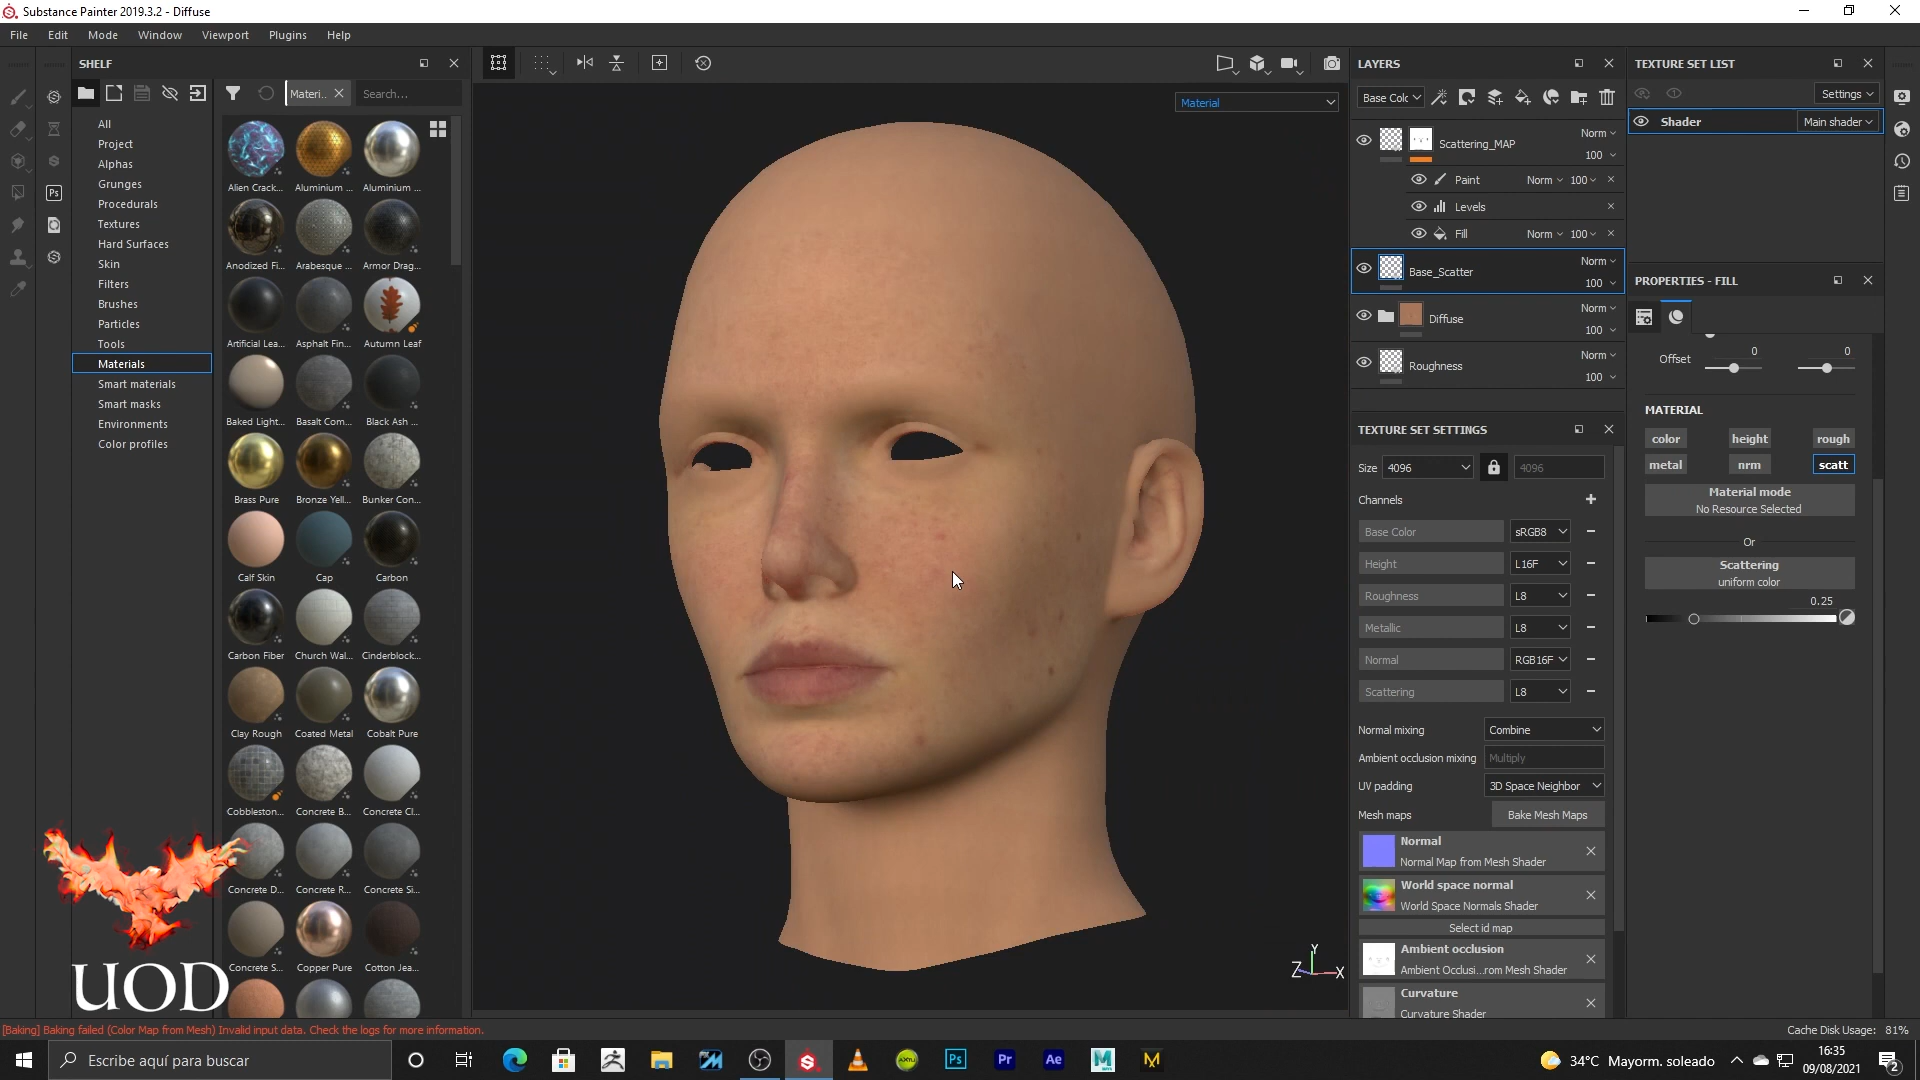 Substance Painter 2019.3.2 - Diffuse
File Edit Mode Window Viewport Plugins Help
SHELF
Materi..
Search...
All
Project
Alphas
Grunges
Procedurals
Textures
Hard Surfaces
Skin
Filters
Brushes
Particles
Tools
Materials
Smart materials
Smart masks
Environments
Color profiles
Alien Crack... Aluminium ... Aluminium ...
Anodized Fi... Arabesque ... Armor Drag...
Artificial Lea... Asphalt Fin... Autumn Leaf
Baked Light... Basalt Com... Black Ash ...
Brass Pure Bronze Yell... Bunker Con...
Calf Skin Cap Carbon
Carbon Fiber Church Wal... Cinderblock...
Clay Rough Coated Metal Cobalt Pure
Cobbleston... Concrete B... Concrete Cl...
Concrete D... Concrete R... Concrete Si...
Concrete S... Copper Pure Cotton Jea...
UOD
Material
Y
Z X
LAYERS
Base Colc
Scattering_MAP Norm
100
Paint Norm 100
Levels
Fill Norm 100
Base_Scatter Norm
100
Diffuse Norm
100
Roughness Norm
100
TEXTURE SET SETTINGS
Size 4096 4096
Channels
Base Color sRGB8
Height L16F
Roughness L8
Metallic L8
Normal RGB16F
Scattering L8
Normal mixing Combine
Ambient occlusion mixing Multiply
UV padding 3D Space Neighbor
Mesh maps Bake Mesh Maps
Normal
Normal Map from Mesh Shader
World space normal
World Space Normals Shader
Select id map
Ambient occlusion
Ambient Occlusi...rom Mesh Shader
Curvature
Curvature Shader
TEXTURE SET LIST
Settings
Shader Main shader
PROPERTIES - FILL
Offset 0 0
MATERIAL
color height rough
metal nrm scatt
Material mode
No Resource Selected
Or
Scattering
uniform color
0.25
[Baking] Baking failed (Color Map from Mesh) Invalid input data. Check the logs for more information.
Cache Disk Usage: 81%
Escribe aquí para buscar
Ps
Pr
Ae
34°C Mayorm. soleado
16:35
09/08/2021
2